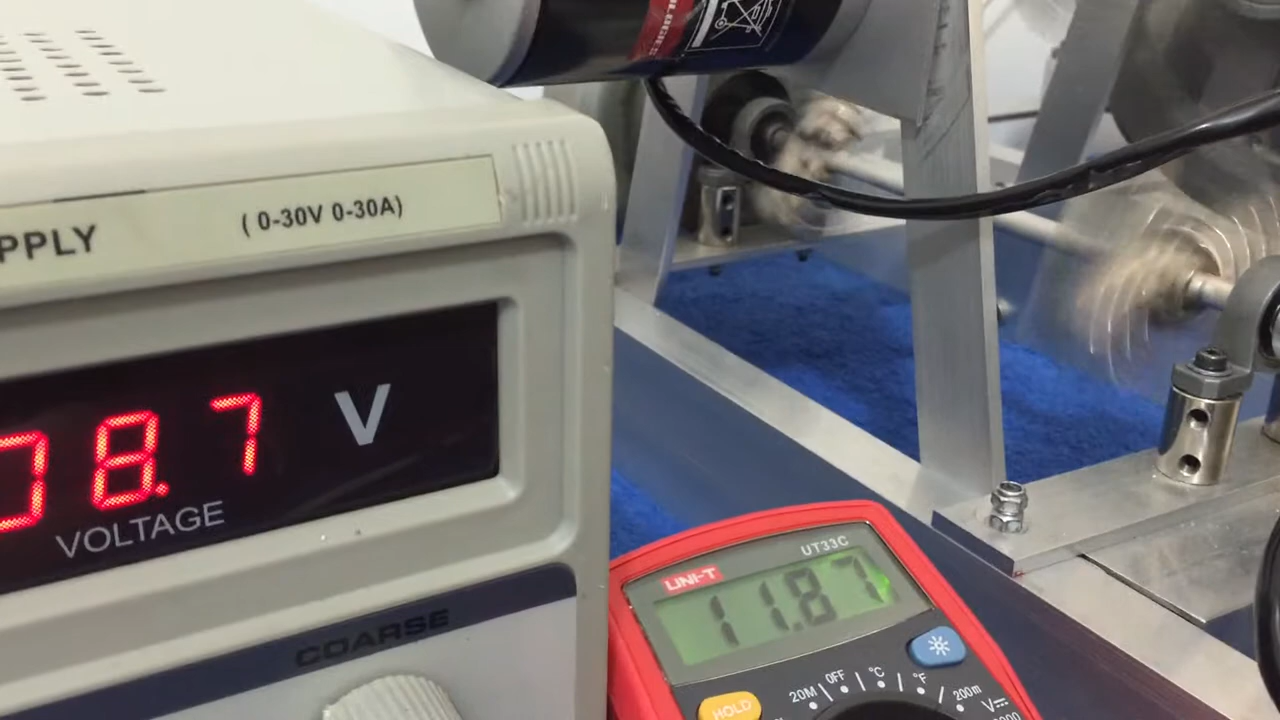 PPLY
( 0-30V 0-30A)
08.7 V
VOLTAGE
COARSE
UNI-T
UT33C
11.87
HOLD
20M
OFF
°C
°F
200m
V